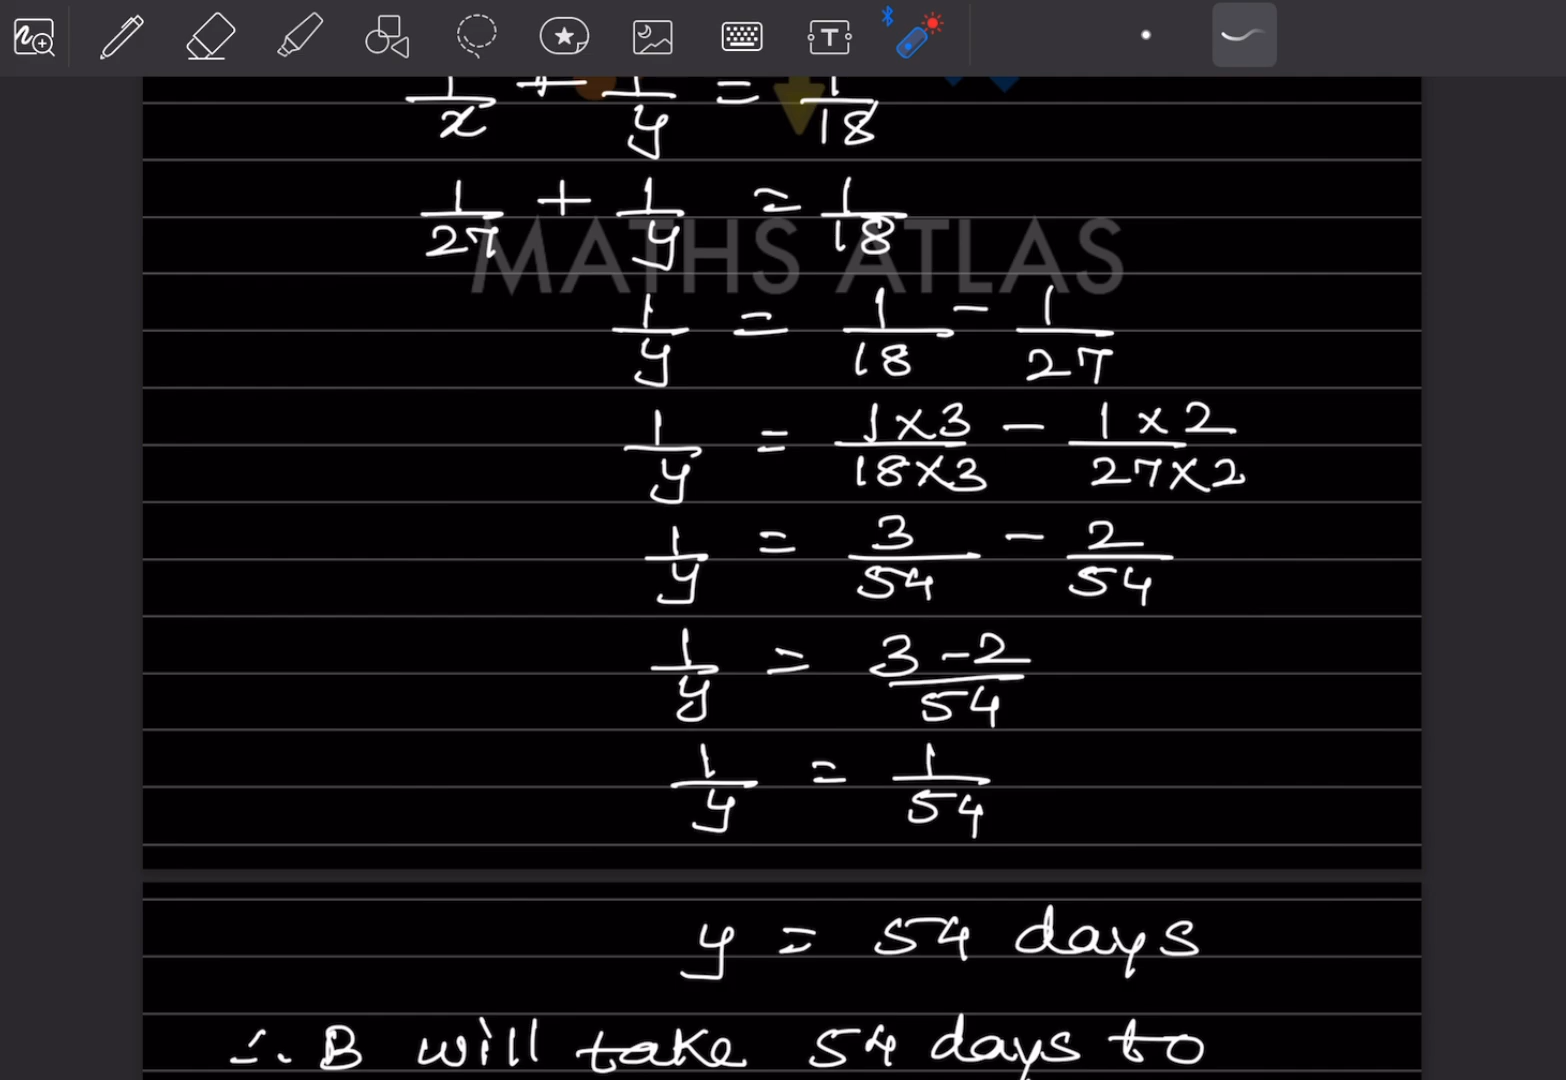 1/x + 1/y = 1/18
1/27 + 1/y = 1/18
MATHS ATLAS
1/y = 1/18 - 1/27
1/y = 1×3/18×3 - 1×2/27×2
1/y = 3/54 - 2/54
1/y = 3-2/54
1/y = 1/54
y = 54 days
∴ B will take 54 days to